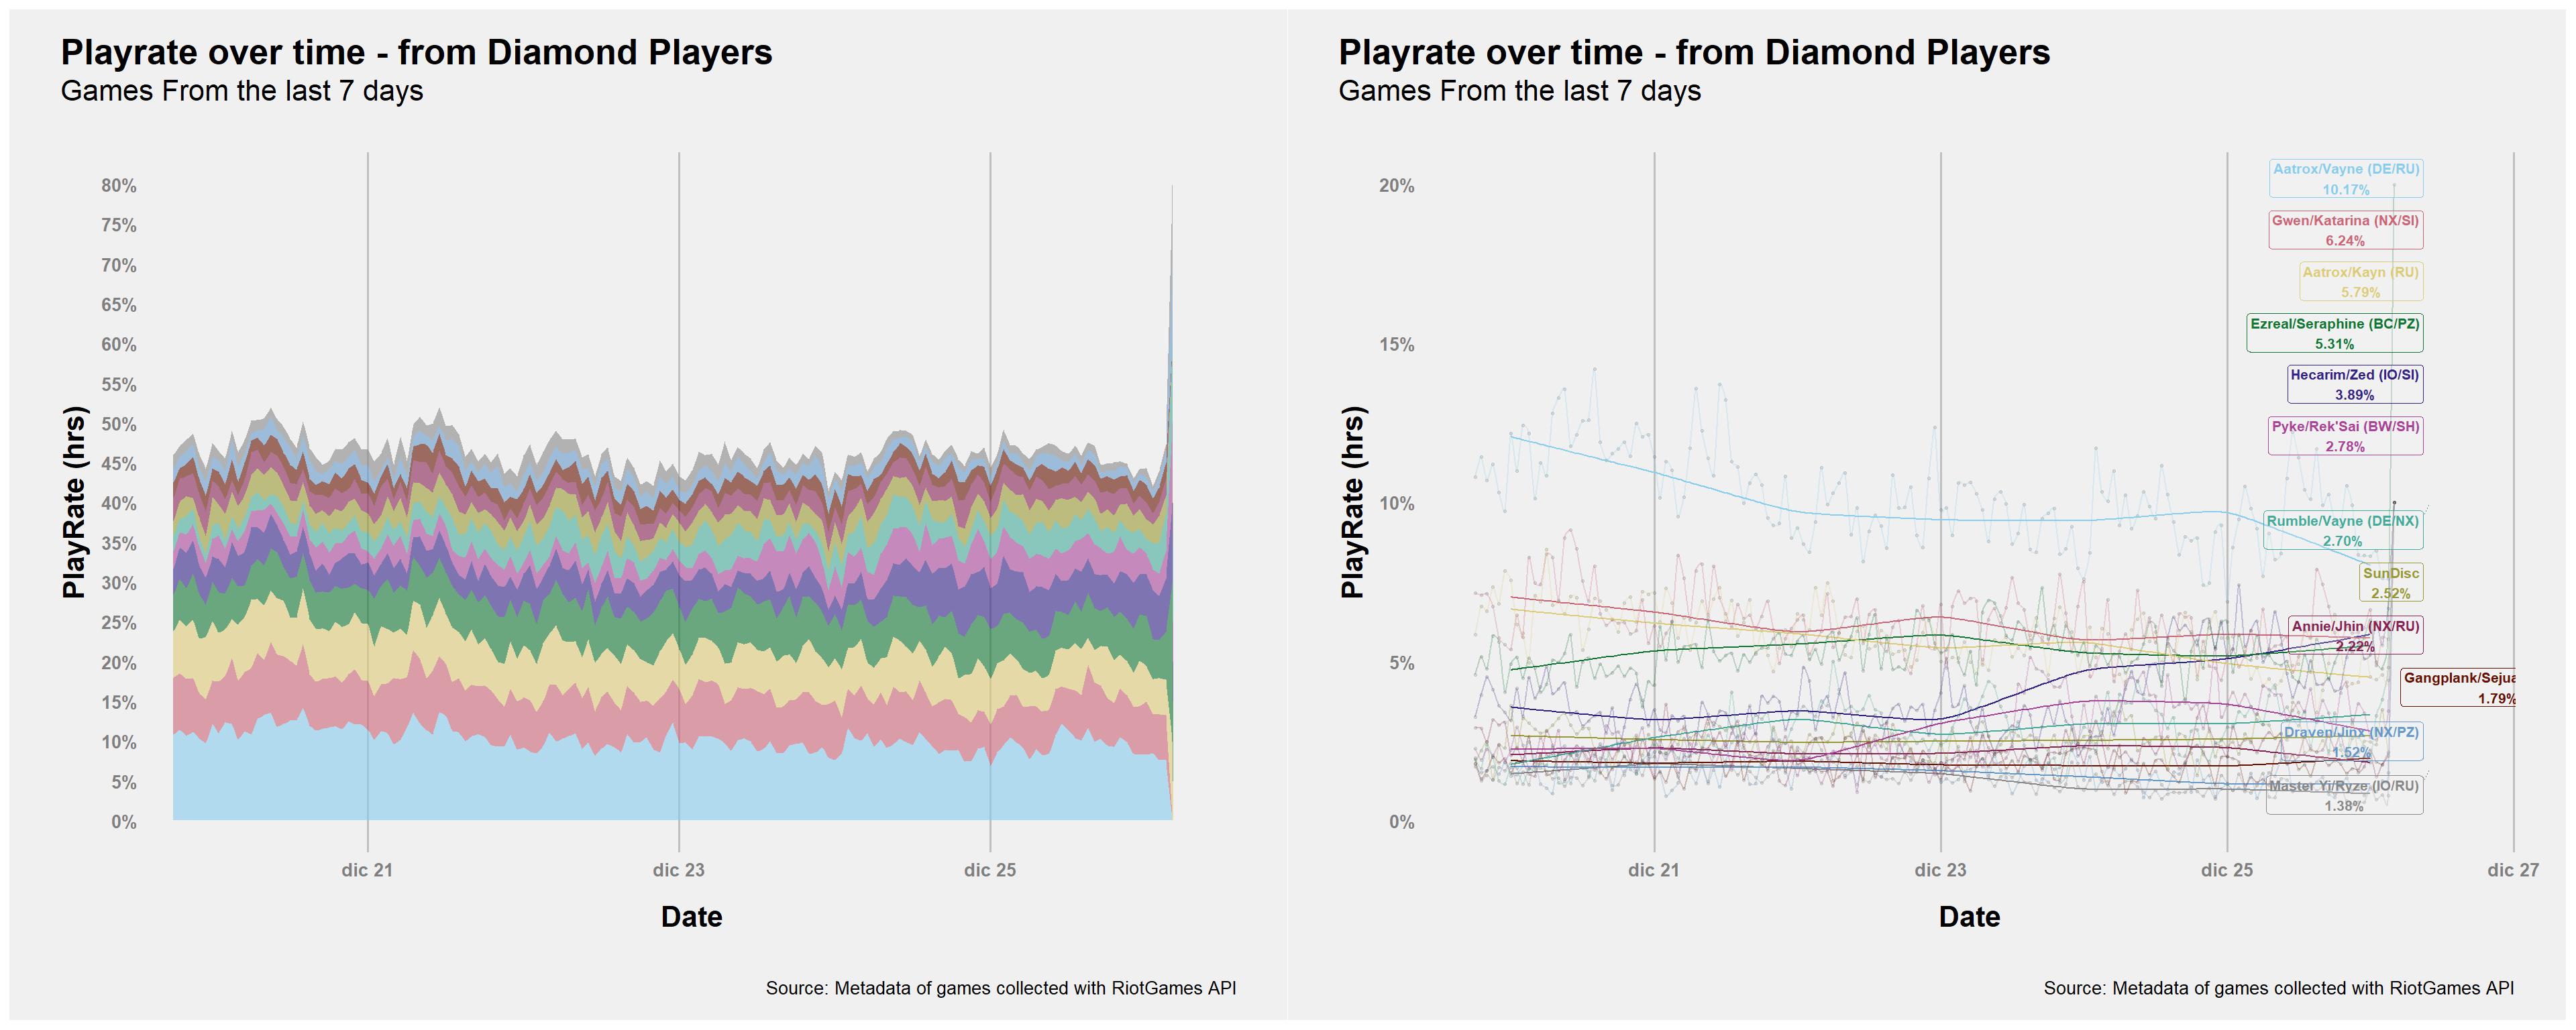 Playrate over time - from Diamond Players
Games From the last 7 days
PlayRate (hrs)
80%
75%
70%
65%
60%
55%
50%
45%
40%
35%
30%
25%
20%
15%
10%
5%
0%
dic 21
dic 23
dic 25
Date
Source: Metadata of games collected with RiotGames API
Playrate over time - from Diamond Players
Games From the last 7 days
PlayRate (hrs)
20%
15%
10%
5%
0%
Aatrox/Vayne (DE/RU)
10.17%
Gwen/Katarina (NX/SI)
6.24%
Aatrox/Kayn (RU)
5.79%
Ezreal/Seraphine (BC/PZ)
5.31%
Hecarim/Zed (IO/SI)
3.89%
Pyke/Rek'Sai (BW/SH)
2.78%
Rumble/Vayne (DE/NX)
2.70%
SunDisc
2.52%
Annie/Jhin (NX/RU)
2.22%
Gangplank/Sejua
1.79%
Draven/Jinx (NX/PZ)
1.52%
Master Yi/Ryze (IO/RU)
1.38%
dic 21
dic 23
dic 25
dic 27
Date
Source: Metadata of games collected with RiotGames API